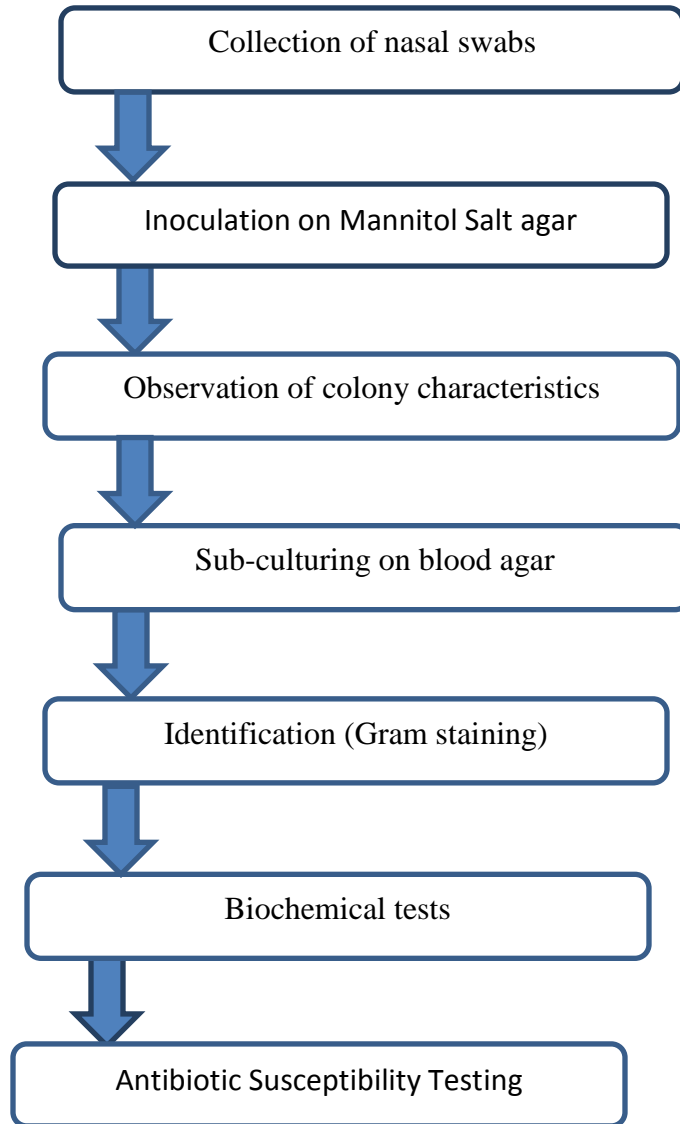 Collection of nasal swabs
Inoculation on Mannitol Salt agar
Observation of colony characteristics
Sub-culturing on blood agar
Identification (Gram staining)
Biochemical tests
Antibiotic Susceptibility Testing